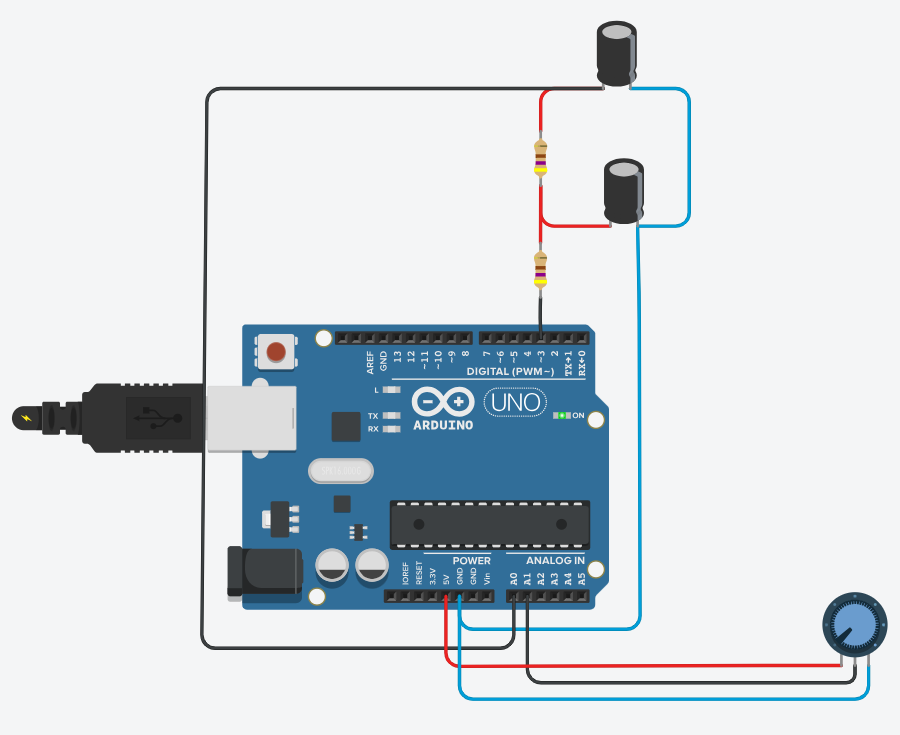 AREF
GND
13
12
~11
~10
~9
8
7
~6
~5
4
~3
2
TX→1
RX←0
DIGITAL (PWM~)
L
TX
RX
UNO
ON
ARDUINO
POWER
ANALOG IN
IOREF
RESET
3.3V
5V
GND
GND
Vin
A0
A1
A2
A3
A4
A5